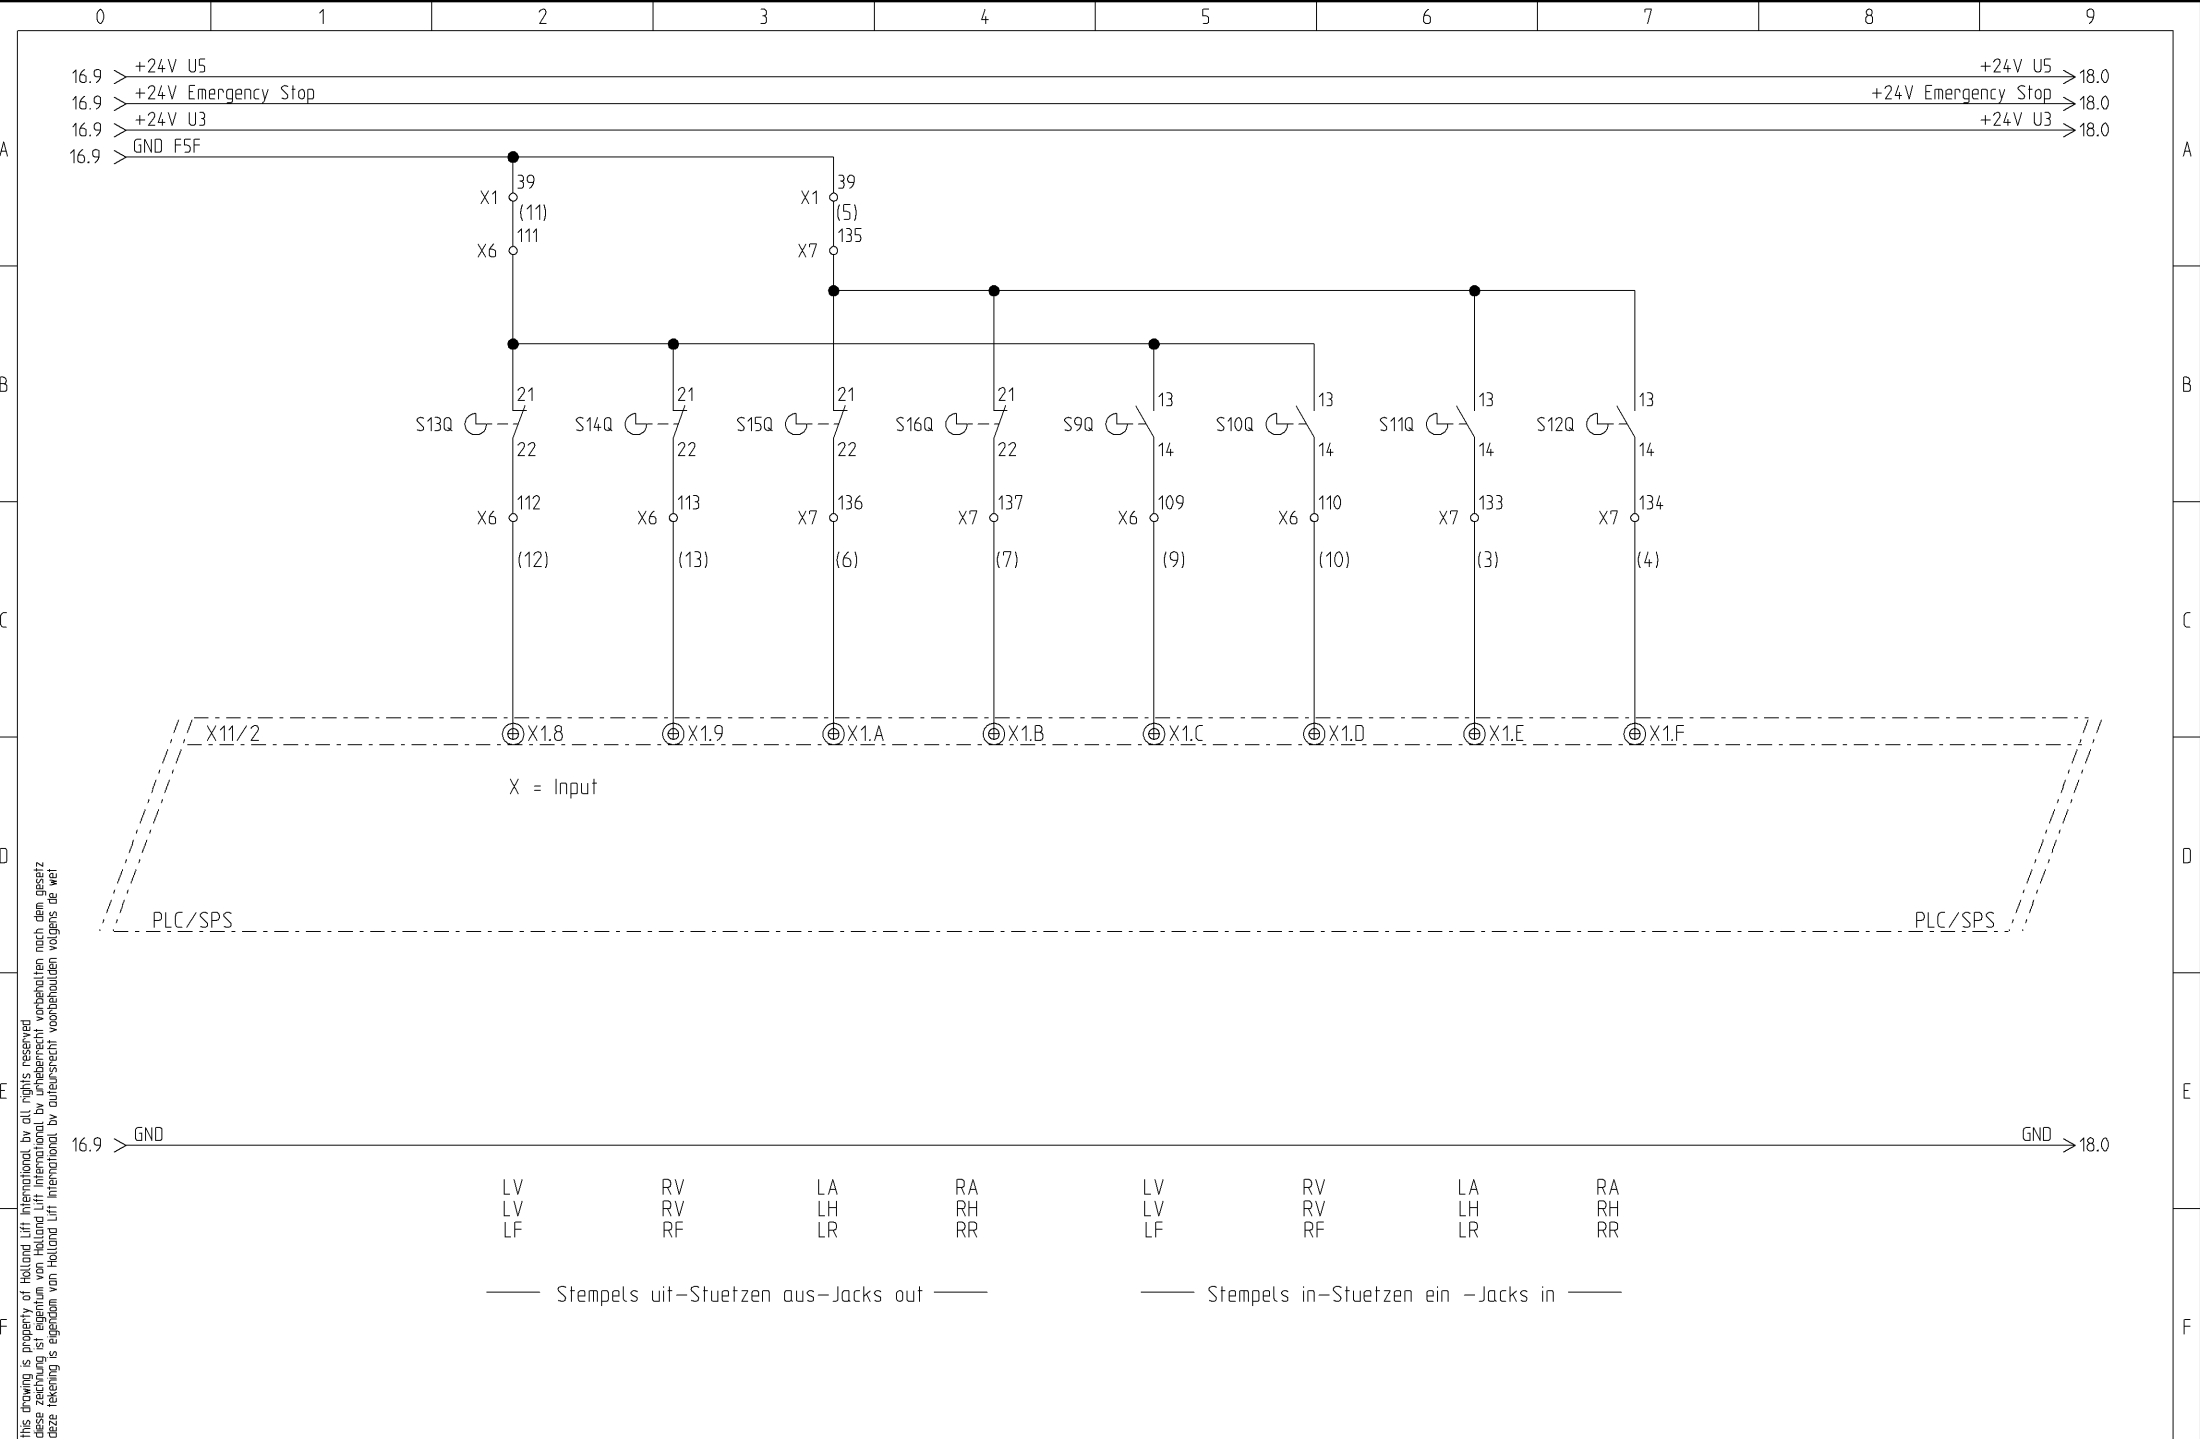 0 1 2 3 4 5 6 7 8 9
+24V U5 +24V U5
16.9 18.0
+24V Emergency Stop +24V Emergency Stop
16.9 18.0
+24V U3 +24V U3
16.9 18.0
GND F5F
16.9
A A
39 39
X1 X1
(11) (5)
111 135
X6 X7
B B
21 21 21 21 13 13 13 13
S13Q S14Q S15Q S16Q S9Q S10Q S11Q S12Q
22 22 22 22 14 14 14 14
112 113 136 137 109 110 133 134
X6 X6 X7 X7 X6 X6 X7 X7
(12) (13) (6) (7) (9) (10) (3) (4)
C C
X11/2 X1.8 X1.9 X1.A X1.B X1.C X1.D X1.E X1.F
X = Input
D D
PLC/SPS PLC/SPS
E E
GND GND
16.9 18.0
LV RV LA RA LV RV LA RA
LV RV LH RH LV RV LH RH
LF RF LR RR LF RF LR RR
Stempels uit-Stuetzen aus-Jacks out Stempels in-Stuetzen ein -Jacks in
F F
this drawing is property of Holland Lift International bv all rights reserved
diese zeichnung ist eigentum von Holland Lift International bv urheberrecht vorbehalten nach dem gesetz
deze tekening is eigendom van Holland Lift International bv auteursrecht voorbehoulden volgens de wet